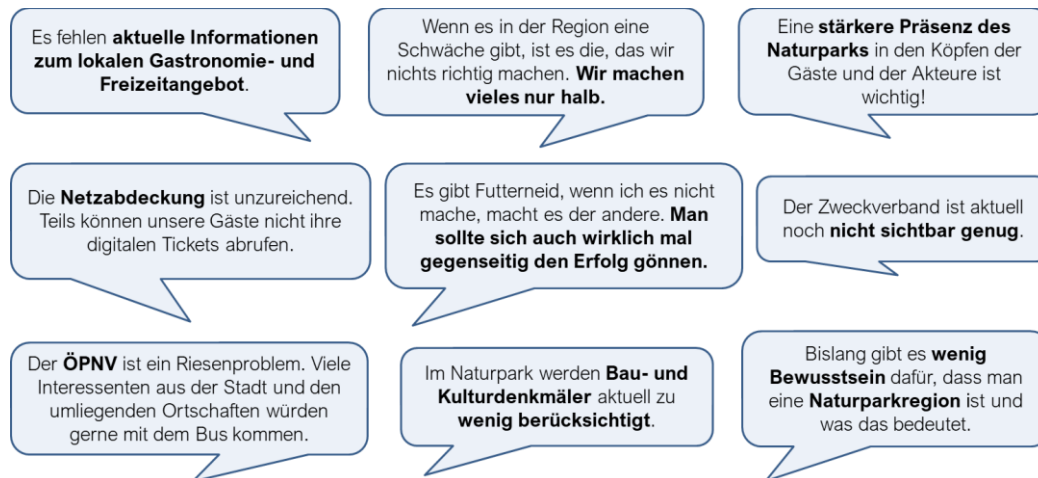 Es fehlen aktuelle Informationen
zum lokalen Gastronomie- und
Freizeitangebot.
Wenn es in der Region eine
Schwäche gibt, ist es die, das wir
nichts richtig machen. Wir machen
vieles nur halb.
Eine stärkere Präsenz des
Naturparks in den Köpfen der
Gäste und der Akteure ist
wichtig!
Die Netzabdeckung ist unzureichend.
Teils können unsere Gäste nicht ihre
digitalen Tickets abrufen.
Es gibt Futterneid, wenn ich es nicht
mache, macht es der andere. Man
sollte sich auch wirklich mal
gegenseitig den Erfolg gönnen.
Der Zweckverband ist aktuell
noch nicht sichtbar genug.
Der ÖPNV ist ein Riesenproblem. Viele
Interessenten aus der Stadt und den
umliegenden Ortschaften würden
gerne mit dem Bus kommen.
Im Naturpark werden Bau- und
Kulturdenkmäler aktuell zu
wenig berücksichtigt.
Bislang gibt es wenig
Bewusstsein dafür, dass man
eine Naturparkregion ist und
was das bedeutet.